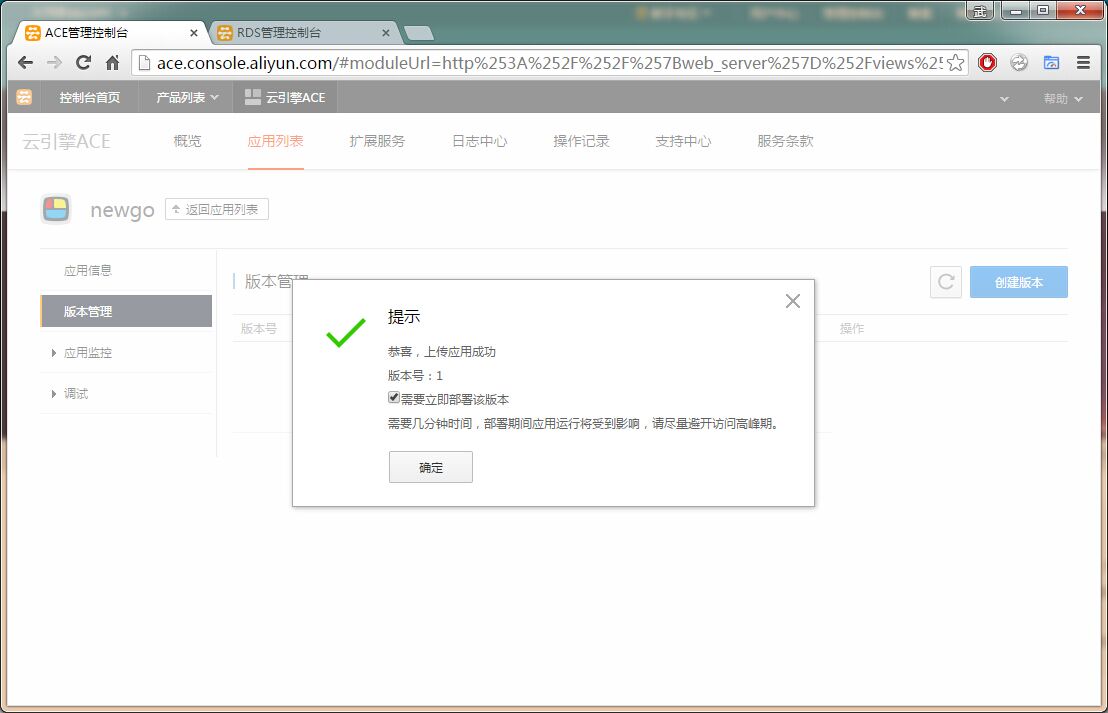 武
ACE管理控制台
RDS管理控制台
ace.console.aliyun.com/#moduleUrl=http%253A%252F%252F%257Bweb_server%257D%252Fviews%25
控制台首页 产品列表 云引擎ACE 帮助
云引擎ACE 概览 应用列表 扩展服务 日志中心 操作记录 支持中心 服务条款
newgo 返回应用列表
应用信息
版本管理
应用监控
调试
版本管理
创建版本
版本号 操作
提示
恭喜，上传应用成功
版本号：1
需要立即部署该版本
需要几分钟时间，部署期间应用运行将受到影响，请尽量避开访问高峰期。
确定